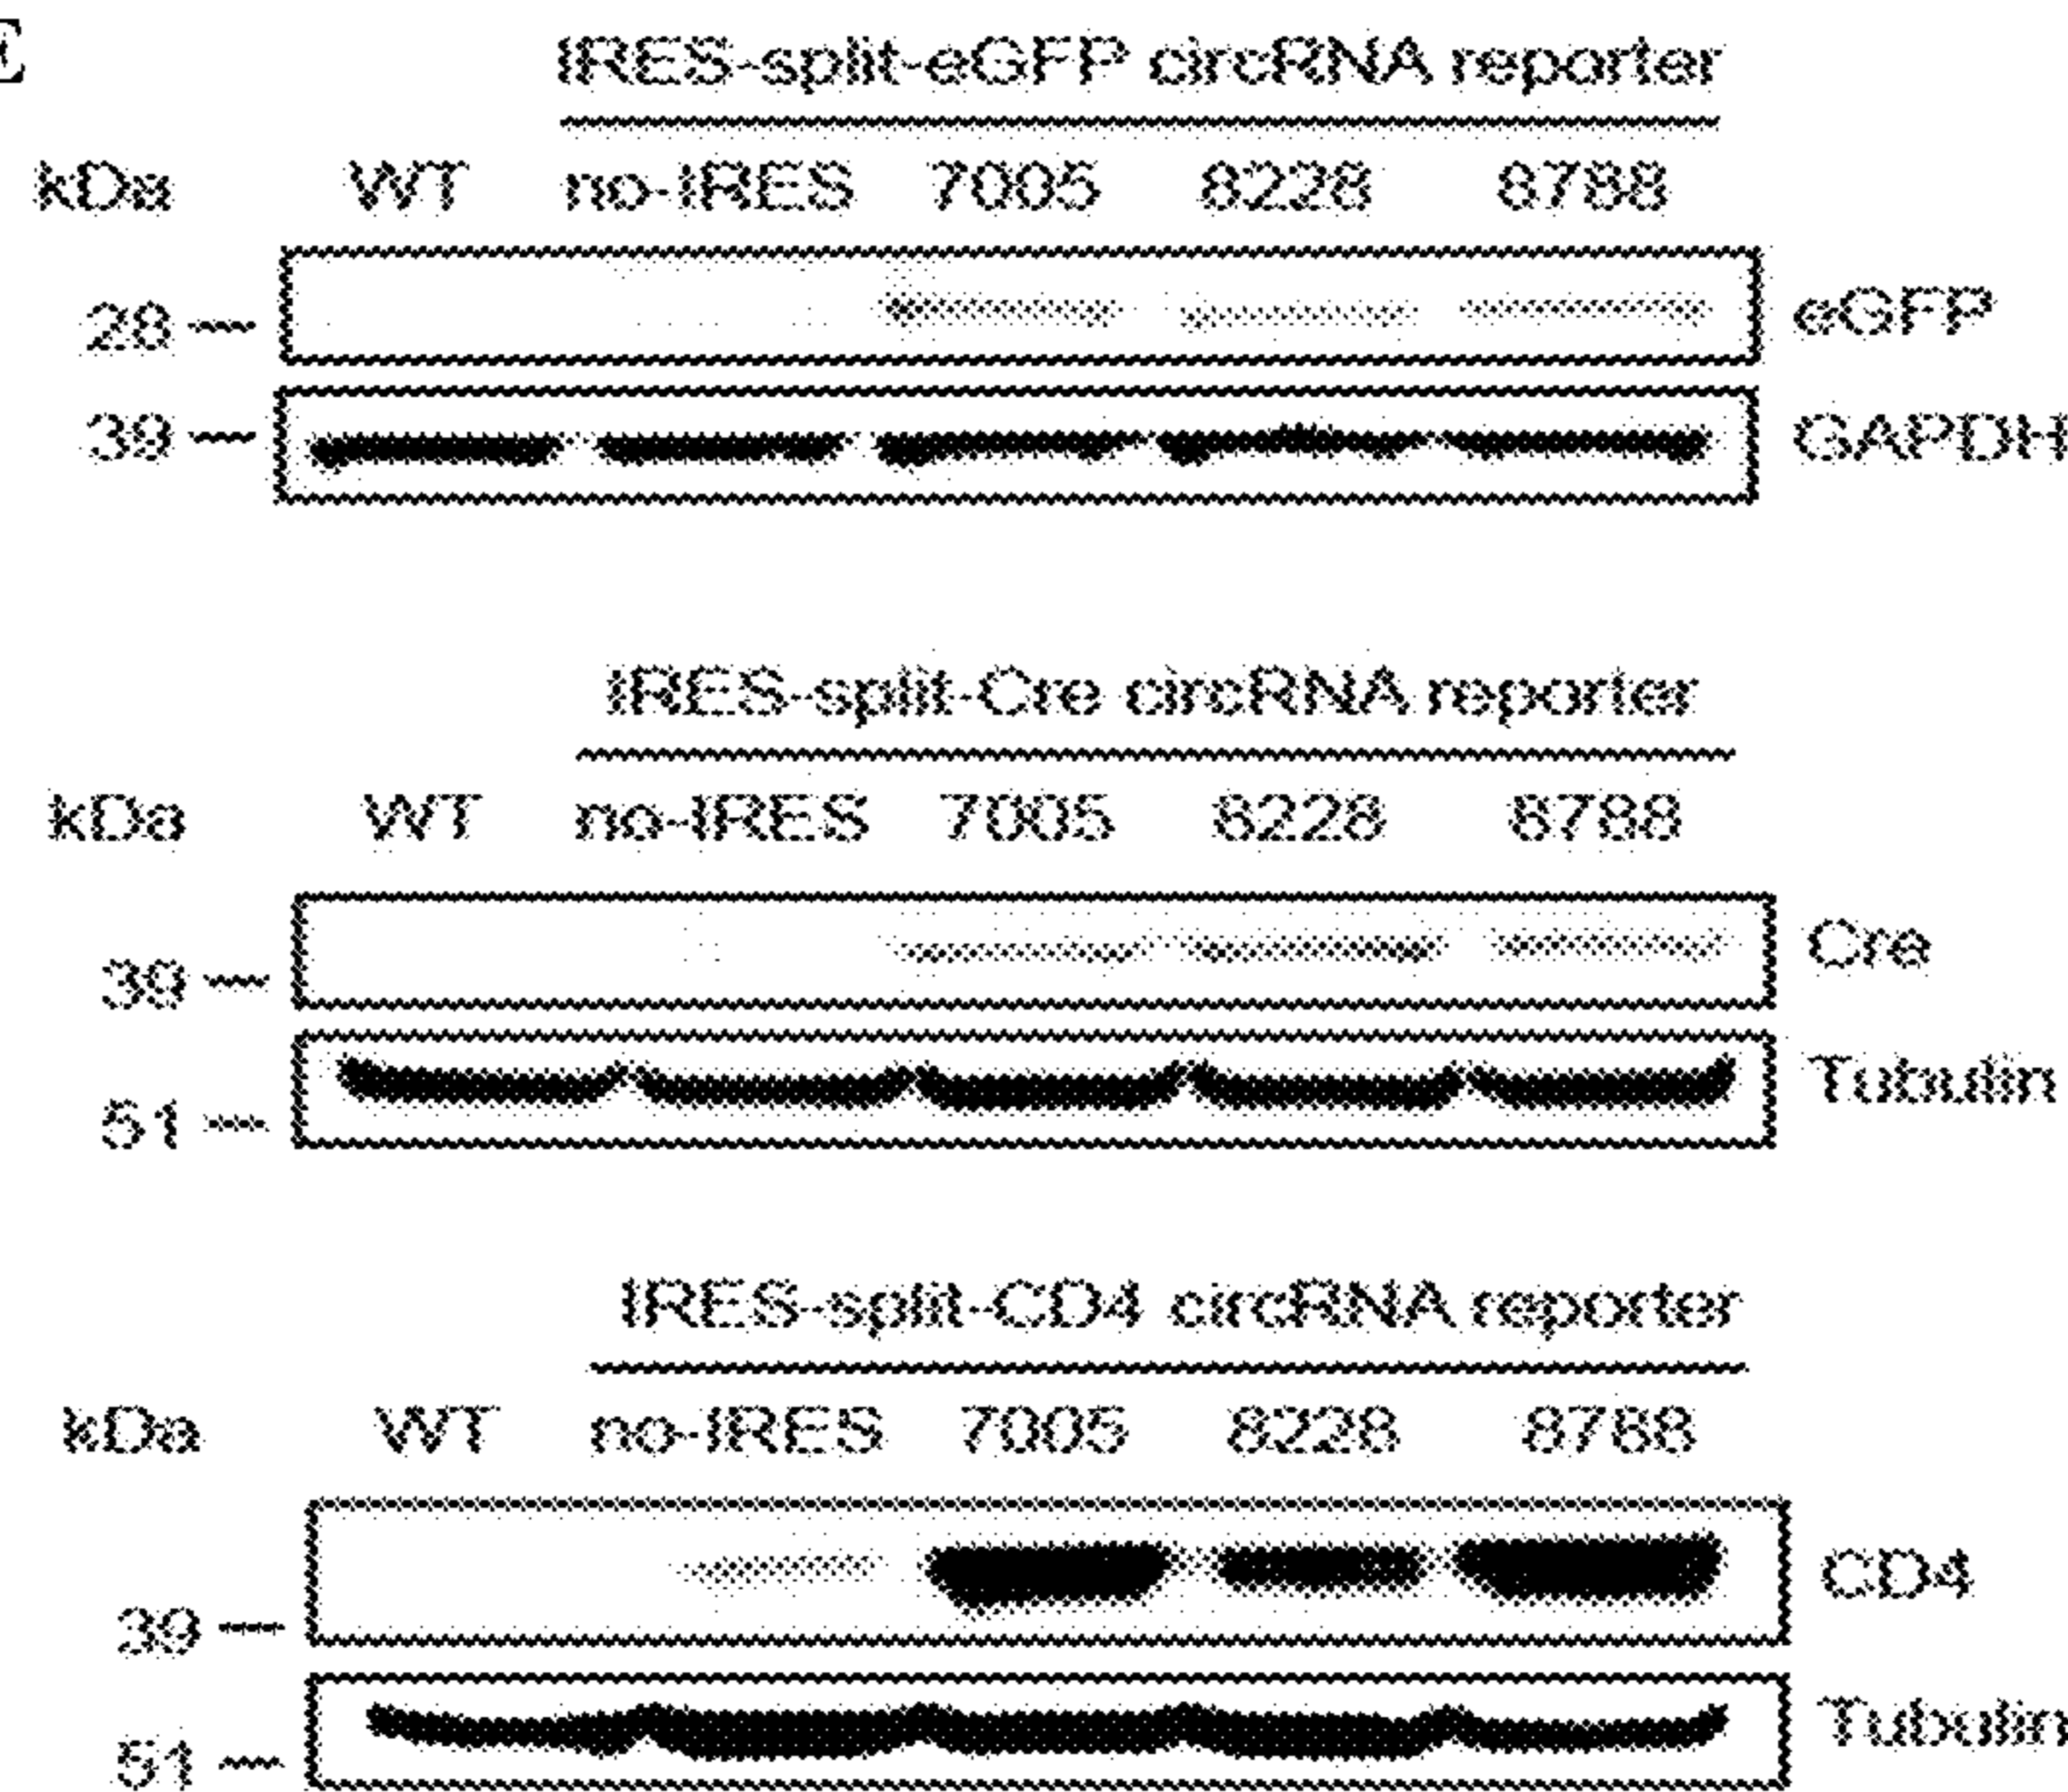 E
IRES-split-eGFP circRNA reporter
kDa WT no-IRES 7005 8228 8788
28 eGFP
39 GAPDH
IRES-split-Cre circRNA reporter
kDa WT no-IRES 7005 8228 8788
39 Cre
51 Tubulin
IRES-split-CD4 circRNA reporter
kDa WT no-IRES 7005 8228 8788
39 CD4
51 Tubulin